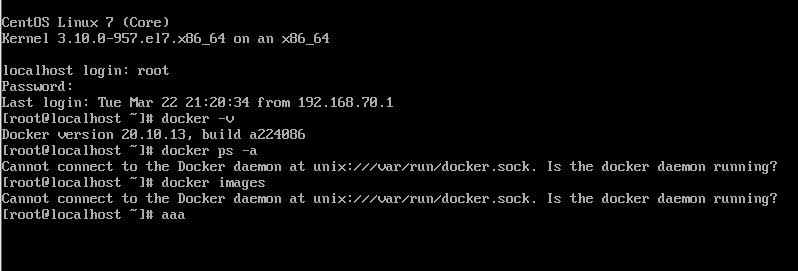 CentOS Linux 7 (Core)
Kernel 3.10.0-957.el7.x86_64 on an x86_64
localhost login: root
Password:
Last login: Tue Mar 22 21:20:34 from 192.168.70.1
[root@localhost ~]# docker -v
Docker version 20.10.13, build a224086
[root@localhost ~]# docker ps -a
Cannot connect to the Docker daemon at unix:///var/run/docker.sock. Is the docker daemon running?
[root@localhost ~]# docker images
Cannot connect to the Docker daemon at unix:///var/run/docker.sock. Is the docker daemon running?
[root@localhost ~]# aaa